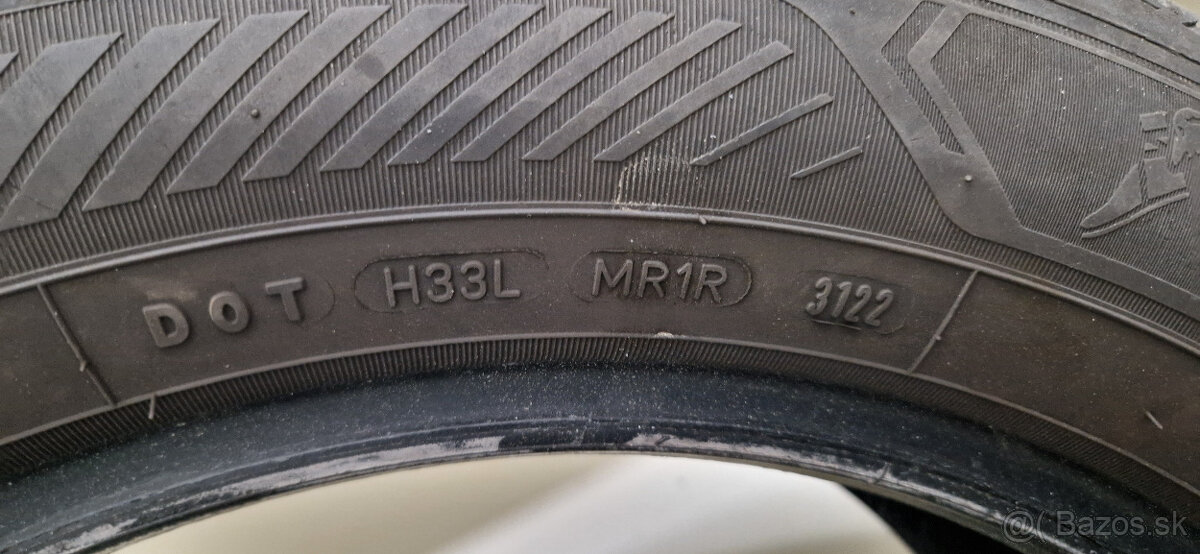 DOT H33L MR1R 3122
@( Bazos.sk